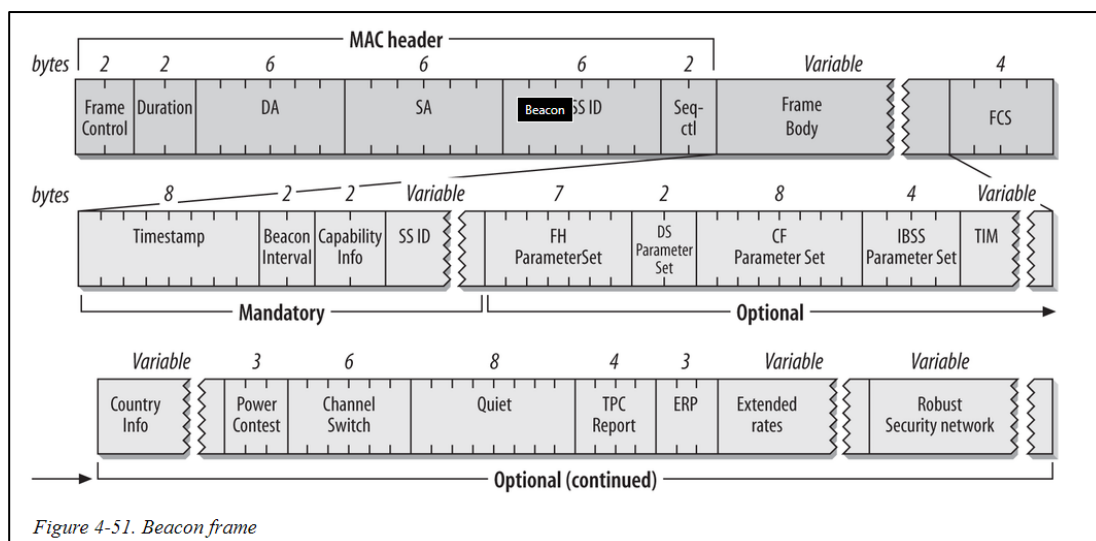 MAC header
bytes 2 2 6 6 6 2 Variable 4
Frame Control Duration DA SA Beacon SS ID Seq-ctl Frame Body FCS
bytes 8 2 2 Variable 7 2 8 4 Variable
Timestamp Beacon Interval Capability Info SS ID FH ParameterSet DS Parameter Set CF Parameter Set IBSS Parameter Set TIM
Mandatory Optional
Variable 3 6 8 4 3 Variable Variable
Country Info Power Contest Channel Switch Quiet TPC Report ERP Extended rates Robust Security network
Optional (continued)
Figure 4-51. Beacon frame